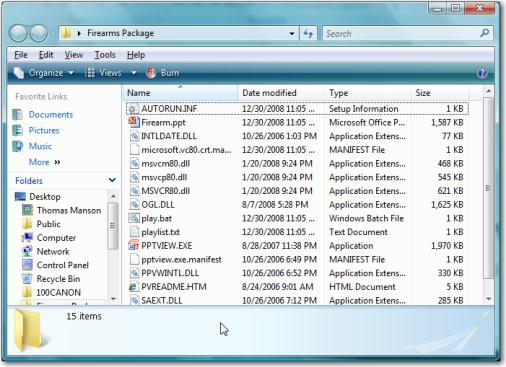 Firearms Package
Search
File Edit View Tools Help
Organize Views Burn
Favorite Links
Documents
Pictures
Music
More »
Folders
Desktop
Thomas Manson
Public
Computer
Network
Control Panel
Recycle Bin
100CANON
Name Date modified Type Size
AUTORUN.INF 12/30/2008 11:05 ... Setup Information 1 KB
Firearm.ppt 12/30/2008 11:05 ... Microsoft Office P... 1,587 KB
INTLDATE.DLL 10/26/2006 1:03 PM Application Extens... 77 KB
microsoft.vc80.crt.ma... 12/30/2008 11:05 ... MANIFEST File 1 KB
msvcm80.dll 1/20/2008 9:24 PM Application Extens... 468 KB
msvcp80.dll 1/20/2008 9:24 PM Application Extens... 545 KB
MSVCR80.dll 1/20/2008 9:24 PM Application Extens... 621 KB
OGL.DLL 8/7/2008 5:28 PM Application Extens... 1,625 KB
play.bat 12/30/2008 11:05 ... Windows Batch File 1 KB
playlist.txt 12/30/2008 11:05 ... Text Document 1 KB
PPTVIEW.EXE 8/28/2007 11:38 PM Application 1,970 KB
pptview.exe.manifest 10/26/2006 6:49 PM MANIFEST File 1 KB
PPVWINTL.DLL 10/26/2006 6:52 PM Application Extens... 330 KB
PVREADME.HTM 8/24/2006 9:01 AM HTML Document 5 KB
SAEXT.DLL 10/26/2006 7:12 PM Application Extens... 285 KB
15 items